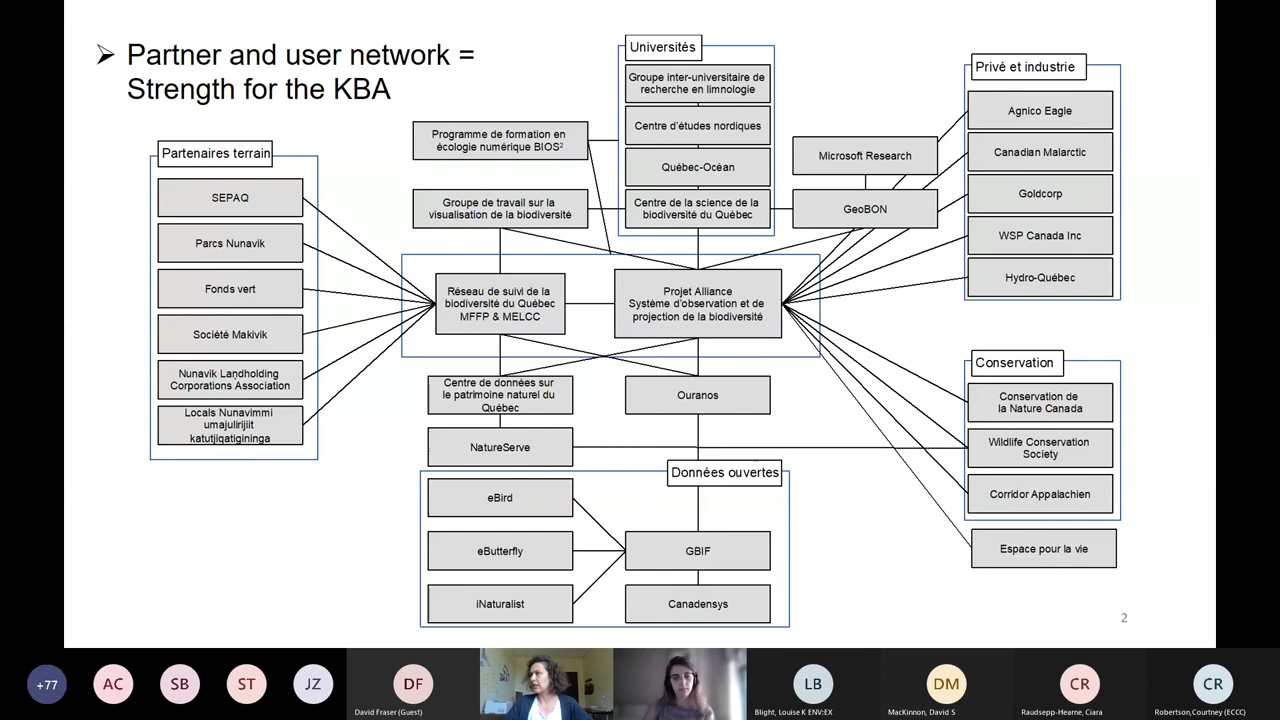 ➢ Partner and user network =
Strength for the KBA
Partenaires terrain
SEPAQ
Parcs Nunavik
Fonds vert
Société Makivik
Nunavik Landholding
Corporations Association
Locals Nunavimmi
umajulirijiit
katutjiqatigininga
Programme de formation en
écologie numérique BIOS²
Groupe de travail sur la
visualisation de la biodiversité
Universités
Groupe inter-universitaire de
recherche en limnologie
Centre d'études nordiques
Québec-Océan
Centre de la science de la
biodiversité du Québec
Microsoft Research
GeoBON
Privé et industrie
Agnico Eagle
Canadian Malarctic
Goldcorp
WSP Canada Inc
Hydro-Québec
Réseau de suivi de la
biodiversité du Québec
MFFP & MELCC
Projet Alliance
Système d'observation et de
projection de la biodiversité
Centre de données sur
le patrimoine naturel du
Québec
Ouranos
NatureServe
Conservation
Conservation de
la Nature Canada
Wildlife Conservation
Society
Corridor Appalachien
Espace pour la vie
Données ouvertes
eBird
eButterfly
iNaturalist
GBIF
Canadensys
2
+77
AC
SB
ST
JZ
DF
David Fraser (Guest)
LB
Blight, Louise K ENV:EX
DM
MacKinnon, David S
CR
Raudsepp-Hearne, Ciara
CR
Robertson,Courtney (ECCC)